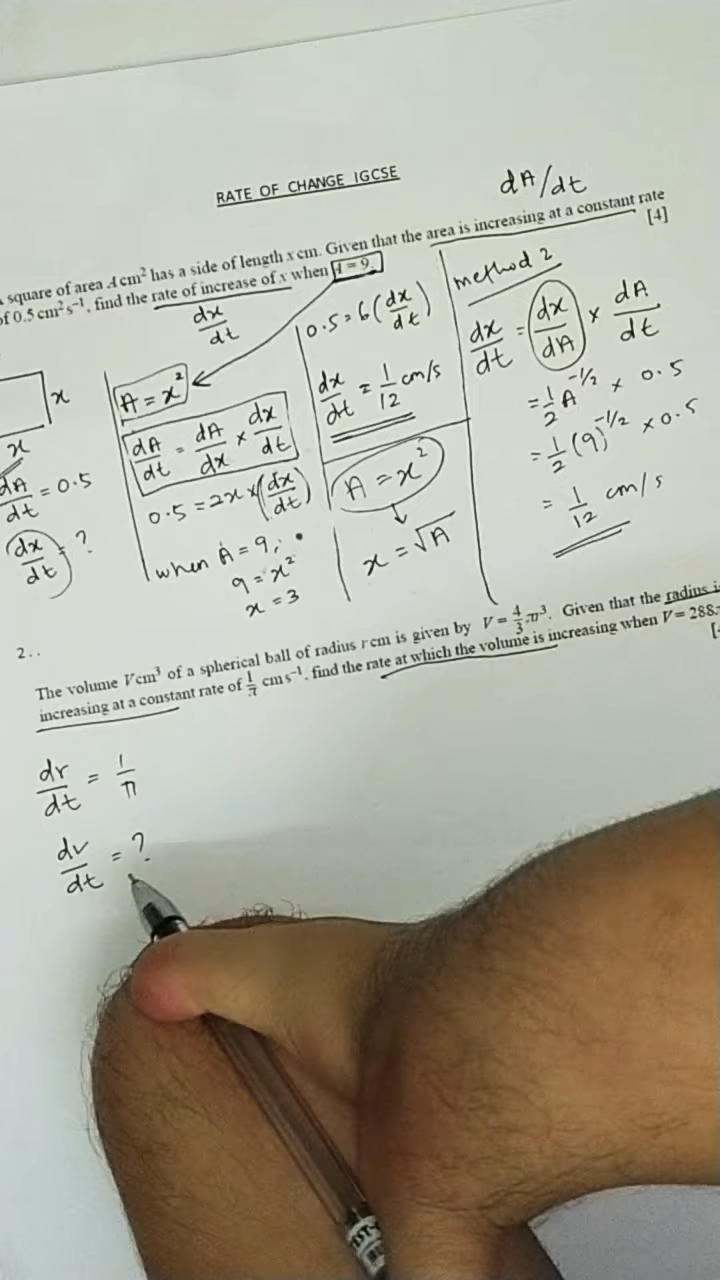 RATE OF CHANGE IGCSE
dA/dt
square of area A cm² has a side of length x cm. Given that the area is increasing at a constant rate
of 0.5 cm² s⁻¹, find the rate of increase of x when A = 9.
[4]
dx/dt
x
x
dA/dt = 0.5
dx/dt = ?
A = x²
dA/dt = dA/dx × dx/dt
0.5 = 2x × (dx/dt)
when A = 9,
9 = x²
x = 3
0.5 = 6(dx/dt)
dx/dt = 1/12 cm/s
A = x²
x = √A
method 2
dx/dt = dx/dA × dA/dt
= 1/2 A^-1/2 × 0.5
= 1/2 (9)^-1/2 × 0.5
= 1/12 cm/s
2..
The volume V cm³ of a spherical ball of radius r cm is given by V = 4/3 πr³. Given that the radius is
increasing at a constant rate of 1/π cm s⁻¹, find the rate at which the volume is increasing when V = 288
dr/dt = 1/π
dv/dt = ?